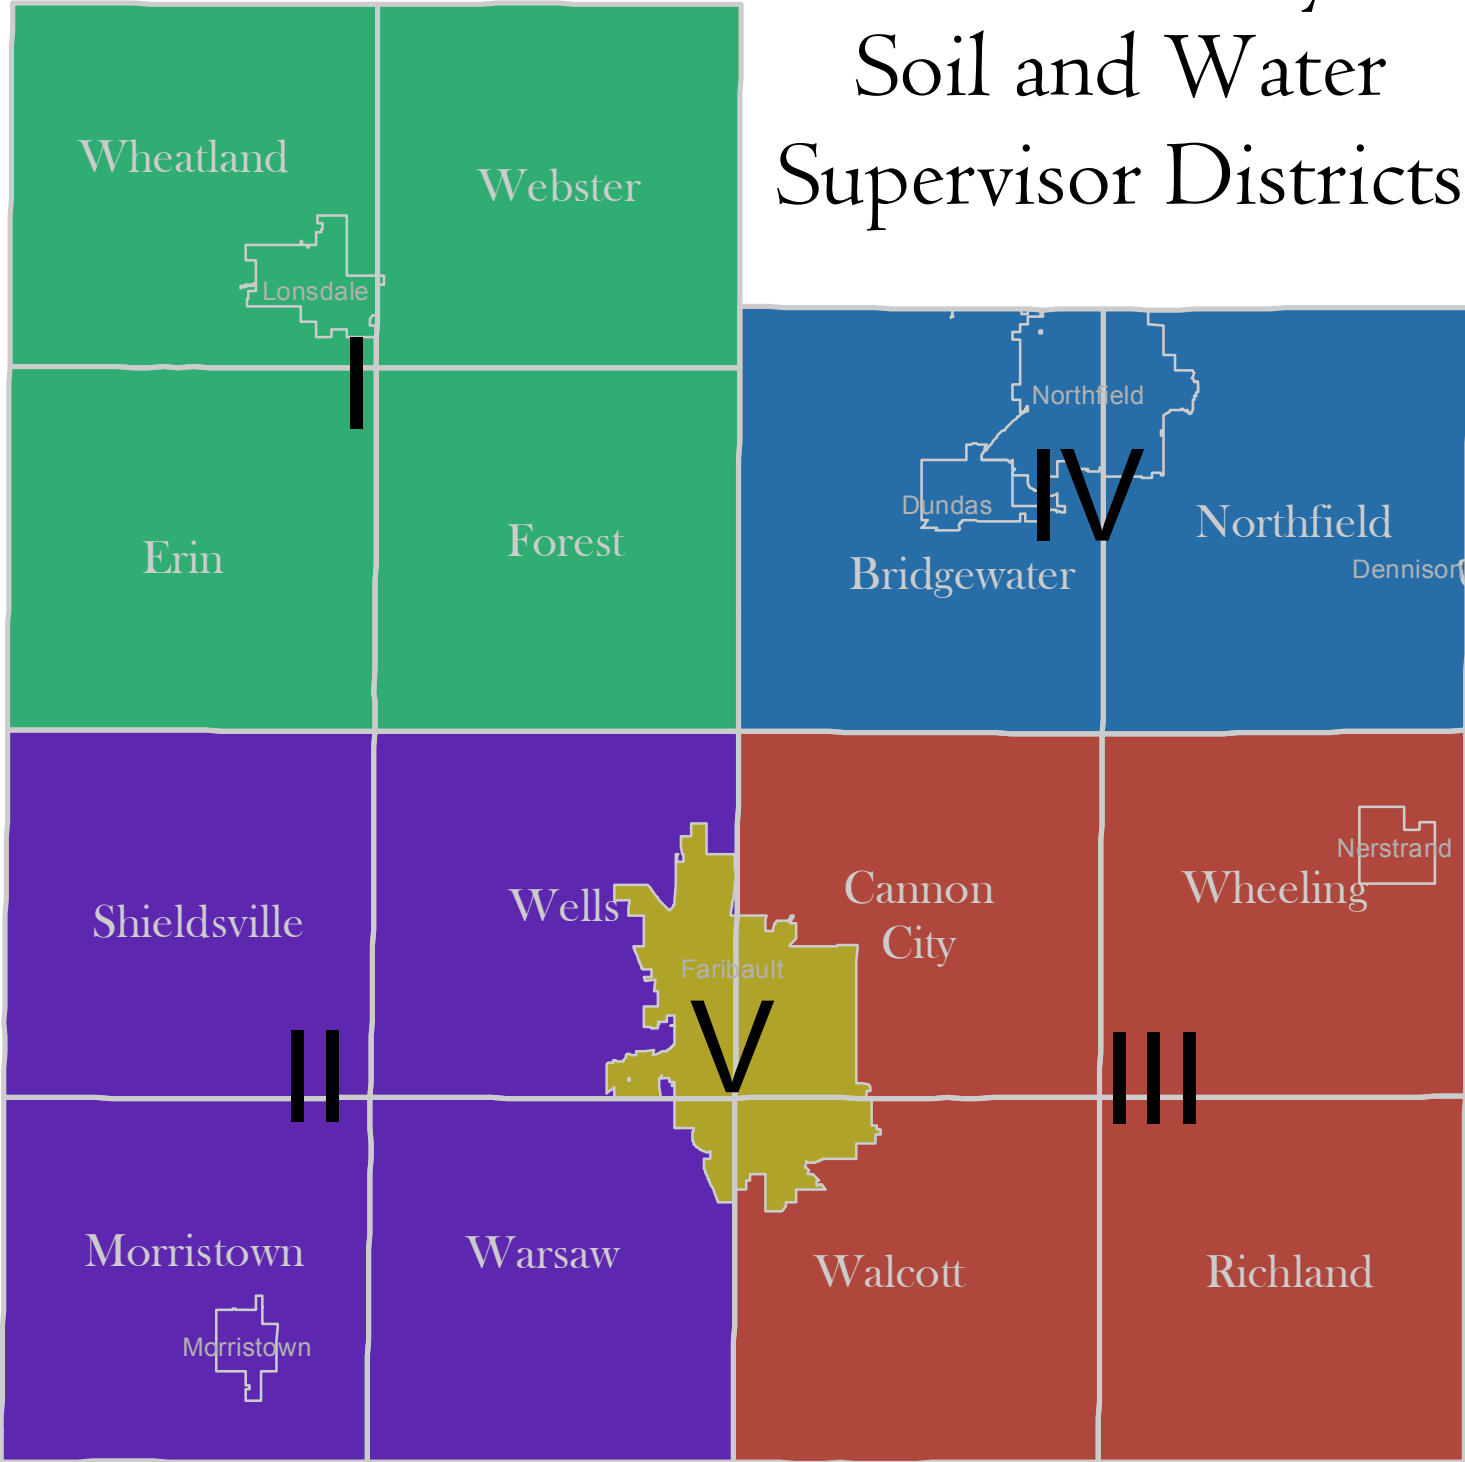 Soil and Water
Supervisor Districts
Wheatland
Webster
Lonsdale
I
Erin
Forest
Northfield
IV
Dundas
Northfield
Bridgewater
Dennison
Shieldsville
Wells
Cannon
City
Nerstrand
Wheeling
Faribault
II
V
III
Morristown
Warsaw
Walcott
Richland
Morristown